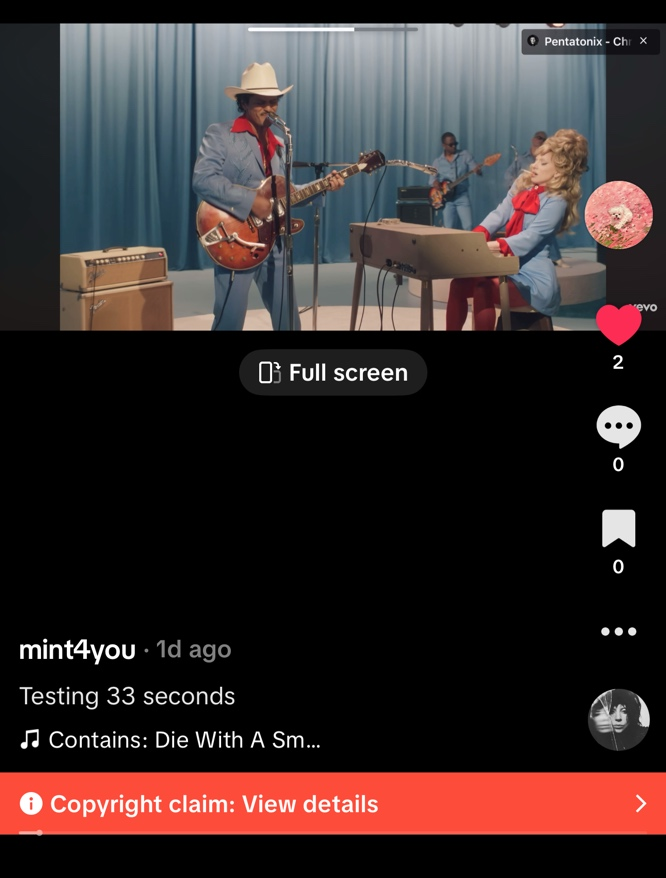 Pentatonix - Ch
vevo
Full screen
2
0
0
mint4you · 1d ago
Testing 33 seconds
Contains: Die With A Sm...
Copyright claim: View details